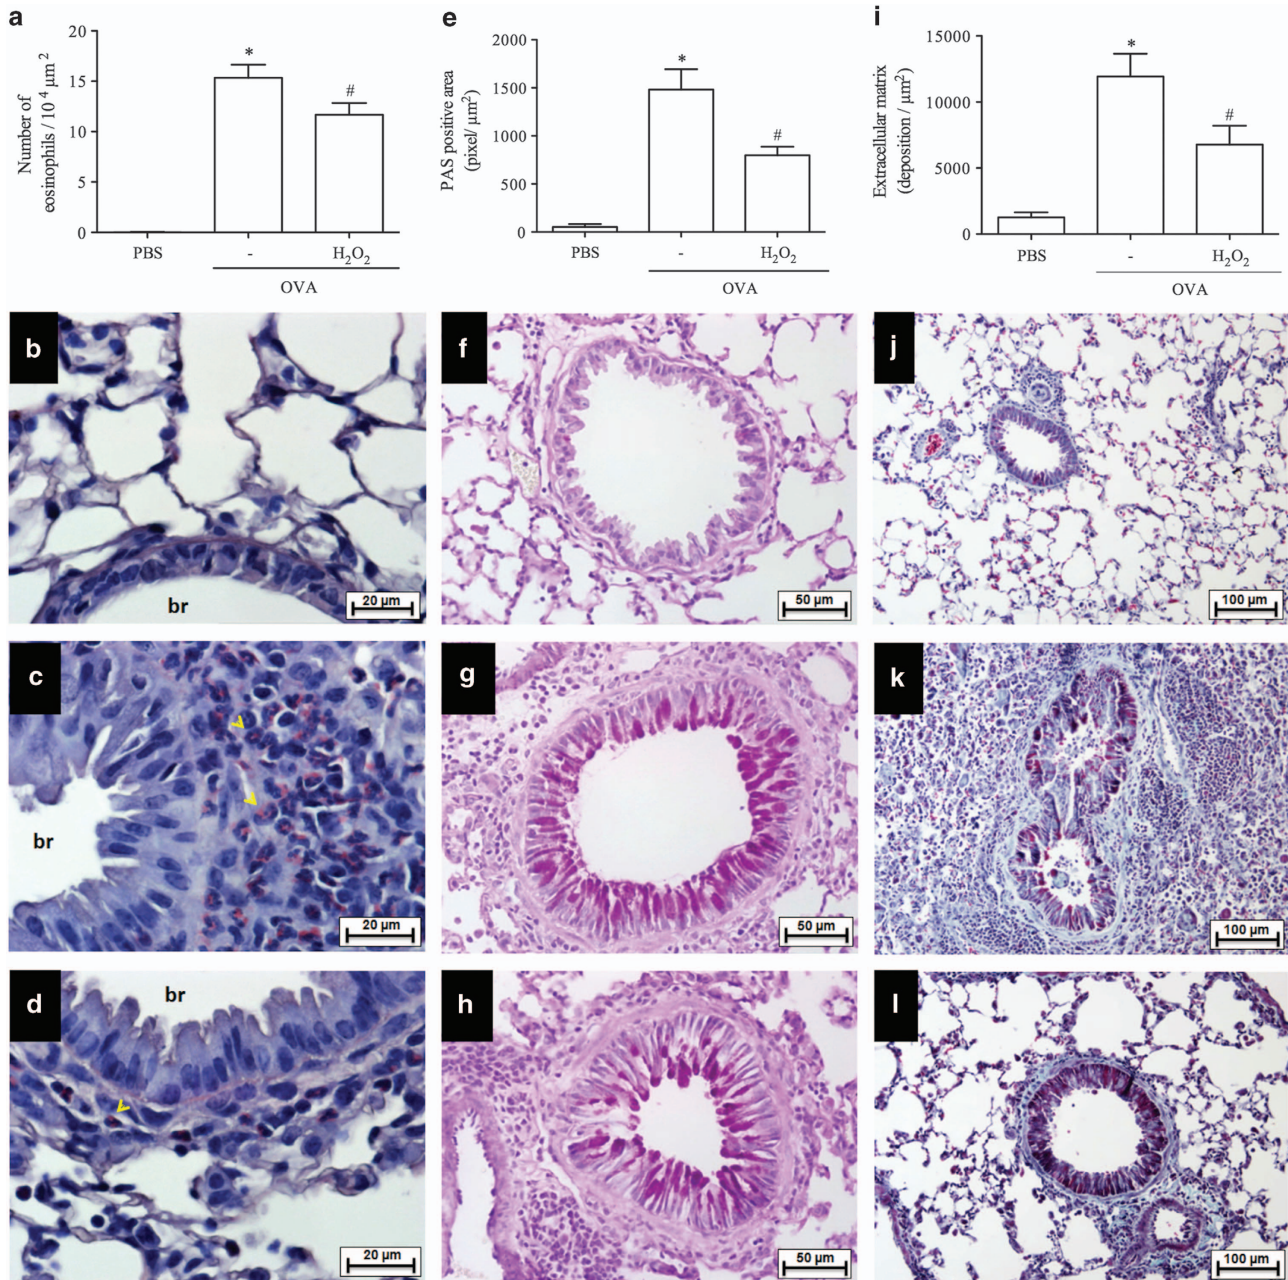 a
Number of
eosinophils / 10⁴ µm²
20
15
10
5
0
*
#
PBS
-
H₂O₂
OVA
e
PAS positive area
(pixel/ µm²)
2000
1500
1000
500
0
*
#
PBS
-
H₂O₂
OVA
i
Extracellular matrix
(deposition / µm²)
15000
10000
5000
0
*
#
PBS
-
H₂O₂
OVA
b
br
20 µm
f
50 µm
j
100 µm
c
br
20 µm
g
50 µm
k
100 µm
d
br
20 µm
h
50 µm
l
100 µm